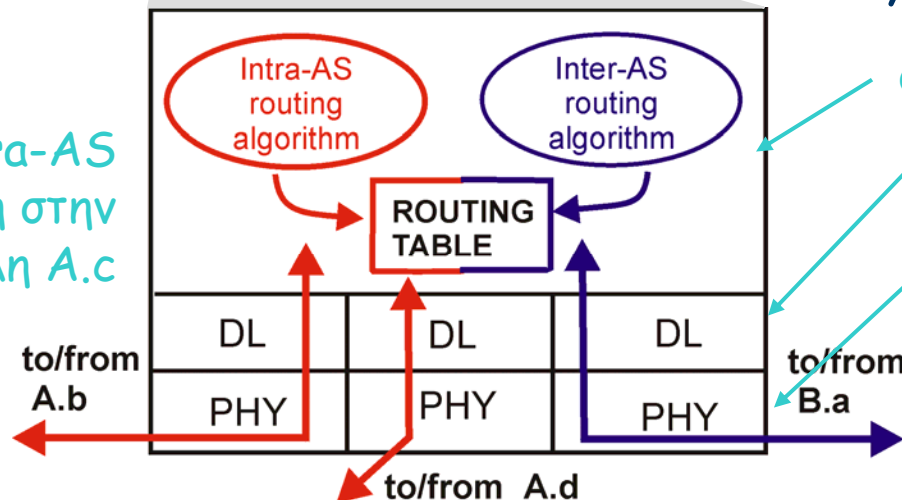 Intra-AS
routing
algorithm
Inter-AS
routing
algorithm
στην
A.c
ROUTING
TABLE
DL
DL
DL
to/from
A.b
to/from
B.a
PHY
PHY
PHY
to/from A.d